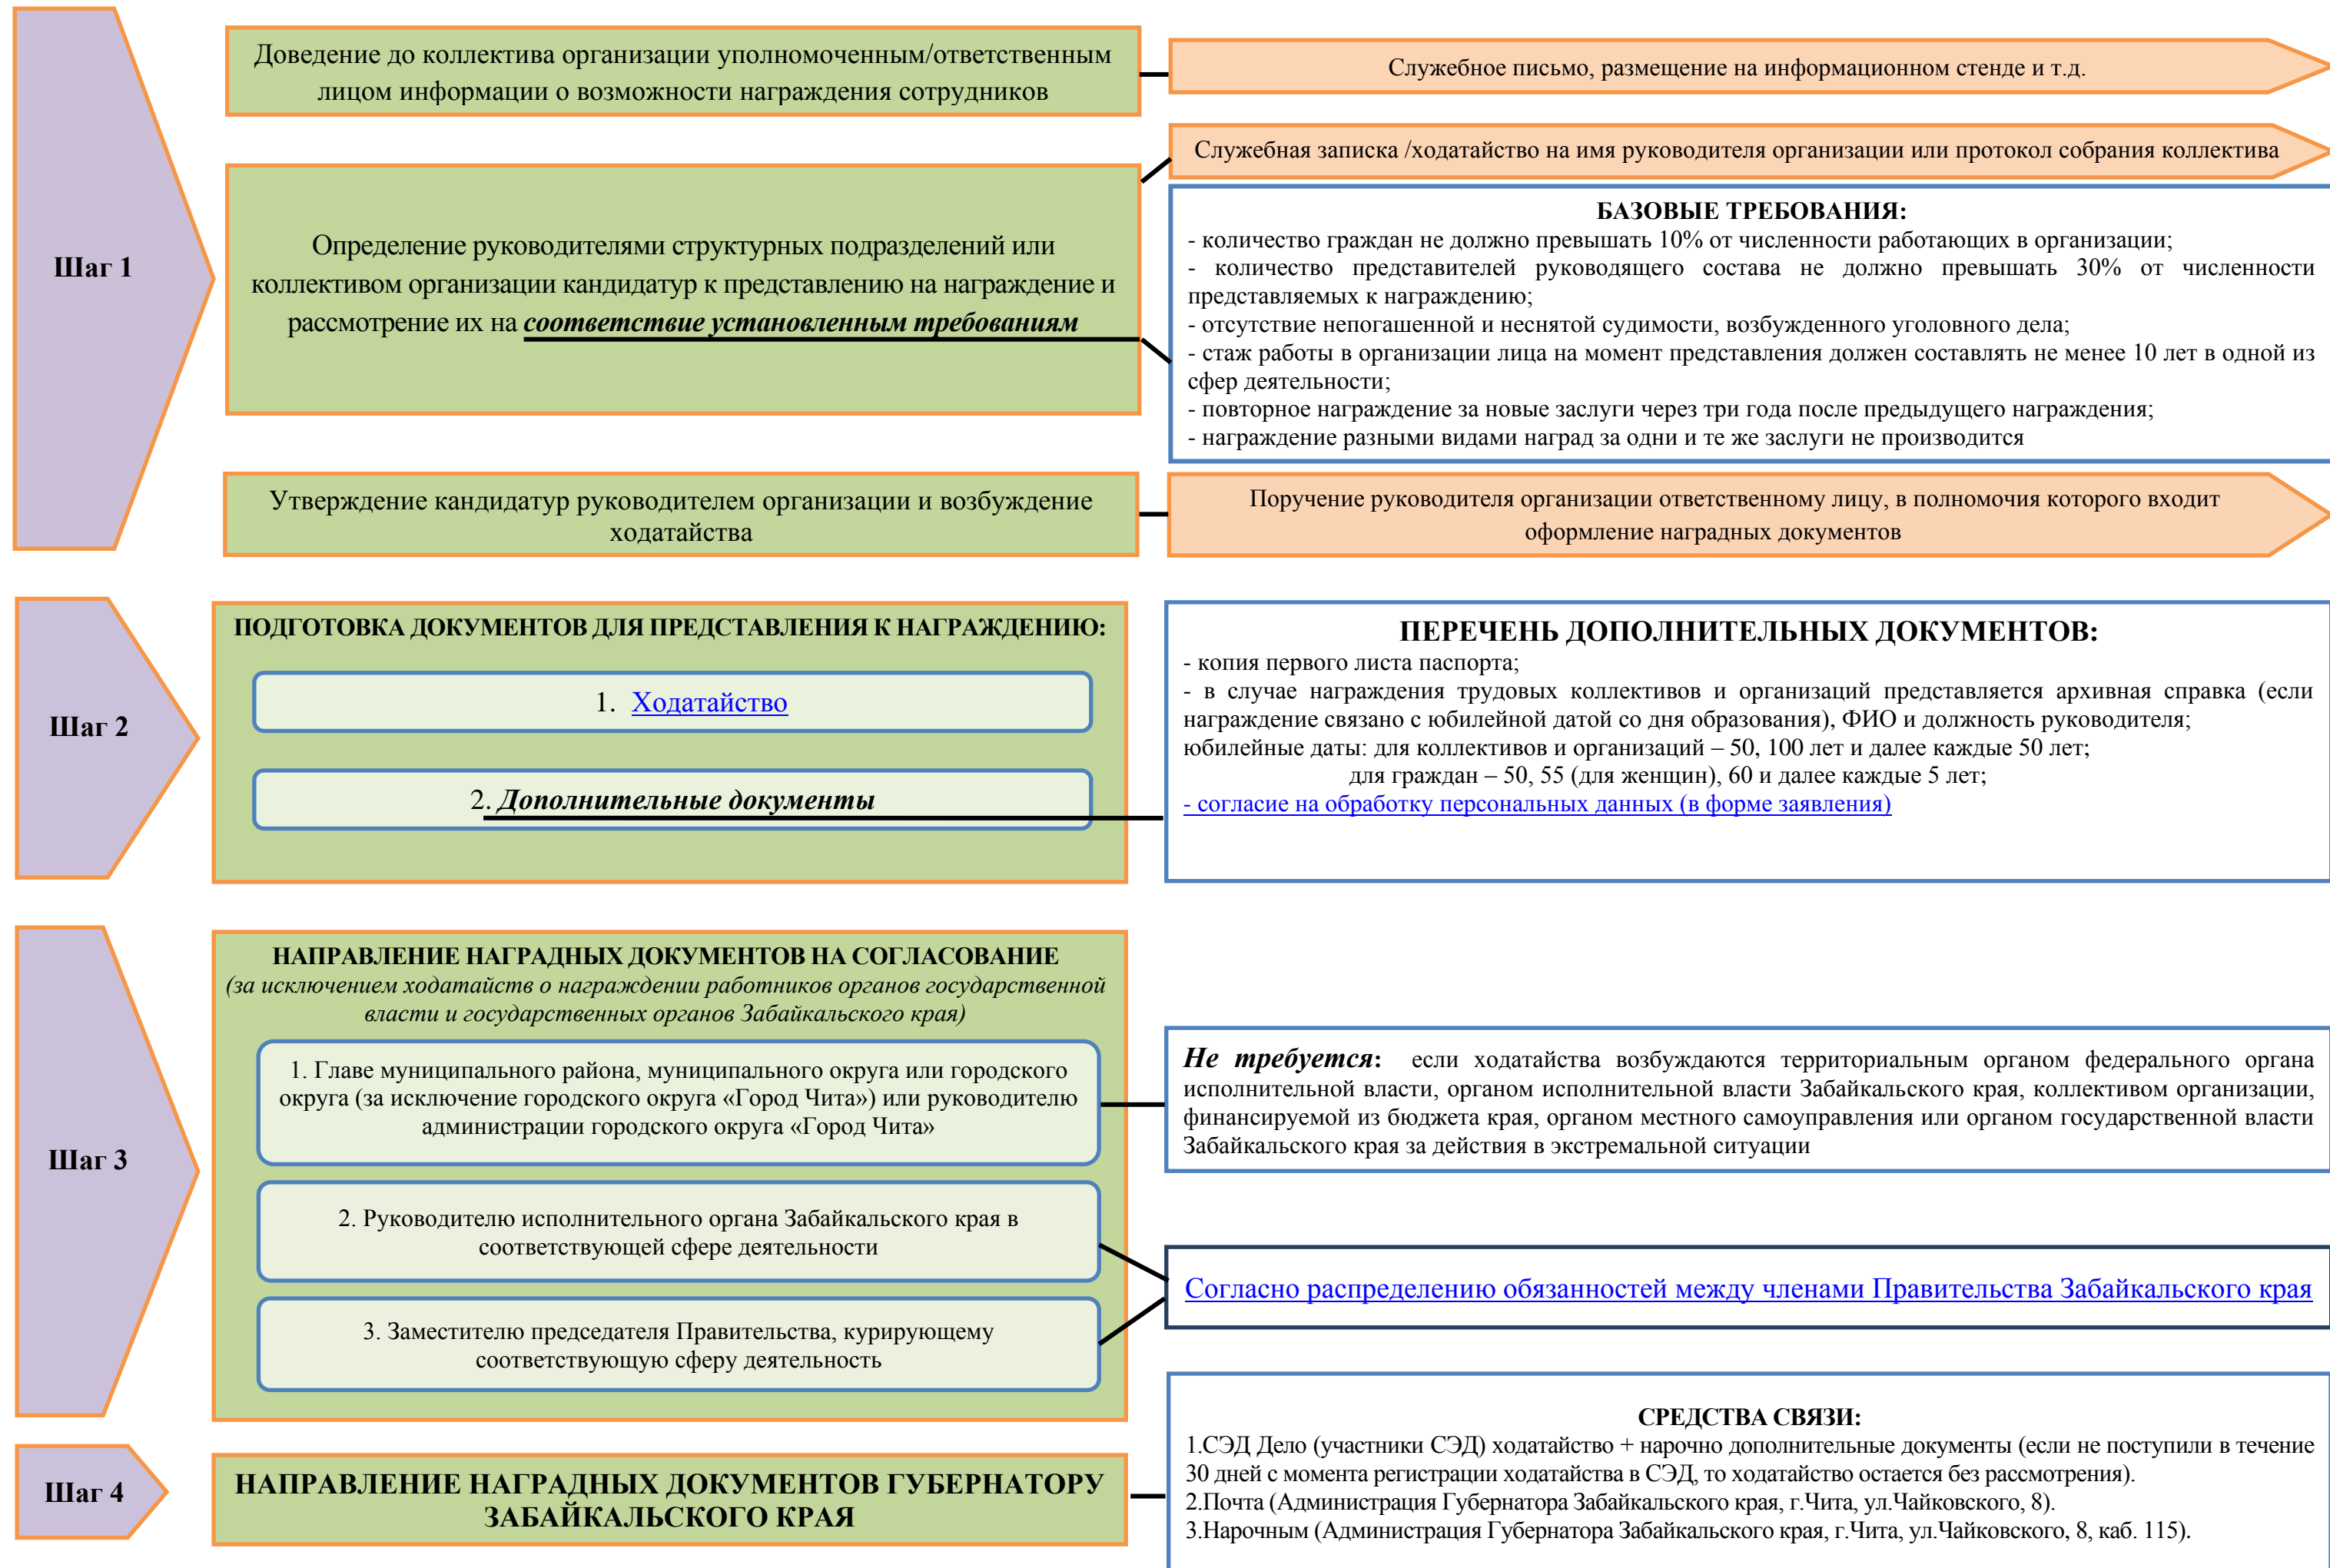 Шаг 1
Доведение до коллектива организации уполномоченным/ответственным
лицом информации о возможности награждения сотрудников
Служебное письмо, размещение на информационном стенде и т.д.
Определение руководителями структурных подразделений или
коллективом организации кандидатур к представлению на награждение и
рассмотрение их на соответствие установленным требованиям
Служебная записка /ходатайство на имя руководителя организации или протокол собрания коллектива
БАЗОВЫЕ ТРЕБОВАНИЯ:
- количество граждан не должно превышать 10% от численности работающих в организации;
- количество представителей руководящего состава не должно превышать 30% от численности
представляемых к награждению;
- отсутствие непогашенной и неснятой судимости, возбужденного уголовного дела;
- стаж работы в организации лица на момент представления должен составлять не менее 10 лет в одной из
сфер деятельности;
- повторное награждение за новые заслуги через три года после предыдущего награждения;
- награждение разными видами наград за одни и те же заслуги не производится
Утверждение кандидатур руководителем организации и возбуждение
ходатайства
Поручение руководителя организации ответственному лицу, в полномочия которого входит
оформление наградных документов
Шаг 2
ПОДГОТОВКА ДОКУМЕНТОВ ДЛЯ ПРЕДСТАВЛЕНИЯ К НАГРАЖДЕНИЮ:
1. Ходатайство
2. Дополнительные документы
ПЕРЕЧЕНЬ ДОПОЛНИТЕЛЬНЫХ ДОКУМЕНТОВ:
- копия первого листа паспорта;
- в случае награждения трудовых коллективов и организаций представляется архивная справка (если
награждение связано с юбилейной датой со дня образования), ФИО и должность руководителя;
юбилейные даты: для коллективов и организаций – 50, 100 лет и далее каждые 50 лет;
для граждан – 50, 55 (для женщин), 60 и далее каждые 5 лет;
- согласие на обработку персональных данных (в форме заявления)
Шаг 3
НАПРАВЛЕНИЕ НАГРАДНЫХ ДОКУМЕНТОВ НА СОГЛАСОВАНИЕ
(за исключением ходатайств о награждении работников органов государственной
власти и государственных органов Забайкальского края)
1. Главе муниципального района, муниципального округа или городского
округа (за исключение городского округа «Город Чита») или руководителю
администрации городского округа «Город Чита»
Не требуется: если ходатайства возбуждаются территориальным органом федерального органа
исполнительной власти, органом исполнительной власти Забайкальского края, коллективом организации,
финансируемой из бюджета края, органом местного самоуправления или органом государственной власти
Забайкальского края за действия в экстремальной ситуации
2. Руководителю исполнительного органа Забайкальского края в
соответствующей сфере деятельности
3. Заместителю председателя Правительства, курирующему
соответствующую сферу деятельность
Согласно распределению обязанностей между членами Правительства Забайкальского края
Шаг 4
НАПРАВЛЕНИЕ НАГРАДНЫХ ДОКУМЕНТОВ ГУБЕРНАТОРУ
ЗАБАЙКАЛЬСКОГО КРАЯ
СРЕДСТВА СВЯЗИ:
1.СЭД Дело (участники СЭД) ходатайство + нарочно дополнительные документы (если не поступили в течение
30 дней с момента регистрации ходатайства в СЭД, то ходатайство остается без рассмотрения).
2.Почта (Администрация Губернатора Забайкальского края, г.Чита, ул.Чайковского, 8).
3.Нарочным (Администрация Губернатора Забайкальского края, г.Чита, ул.Чайковского, 8, каб. 115).